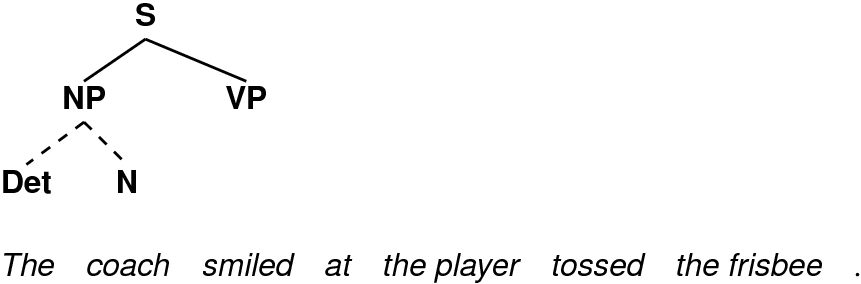 S
NP VP
Det N
The coach smiled at the player tossed the frisbee .